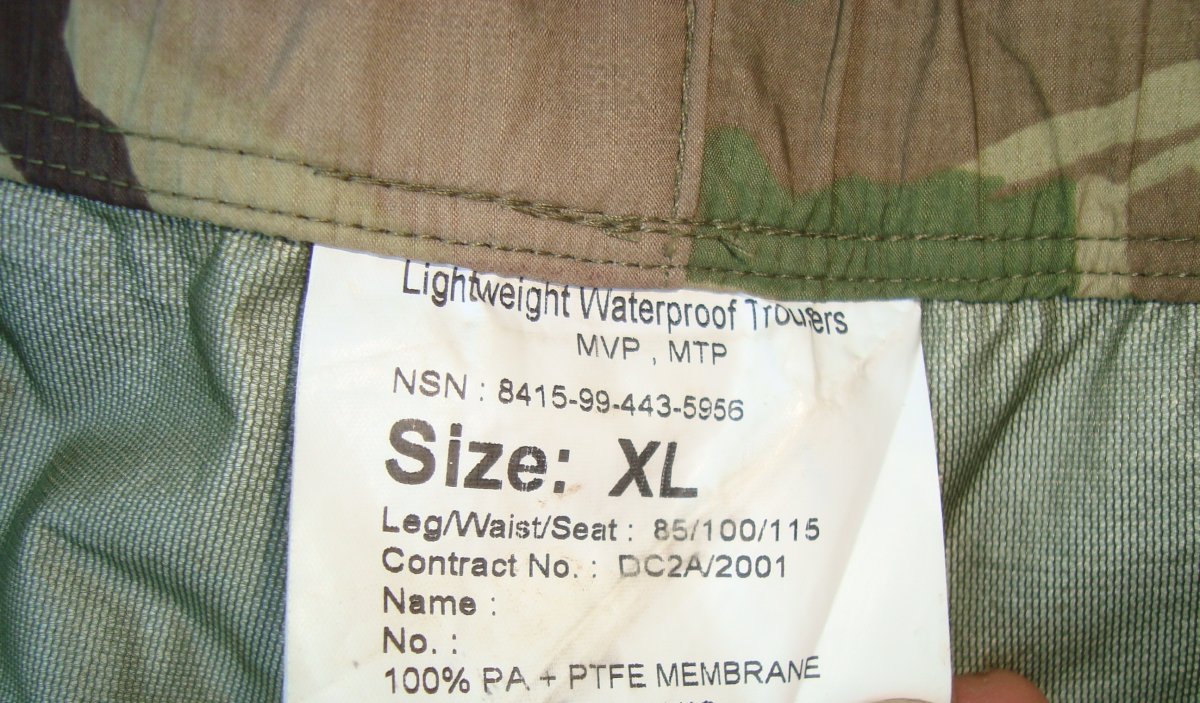 Lightweight Waterproof Trousers
MVP , MTP
NSN : 8415-99-443-5956
Size: XL
Leg/Waist/Seat : 85/100/115
Contract No. : DC2A/2001
Name :
No. :
100% PA + PTFE MEMBRANE